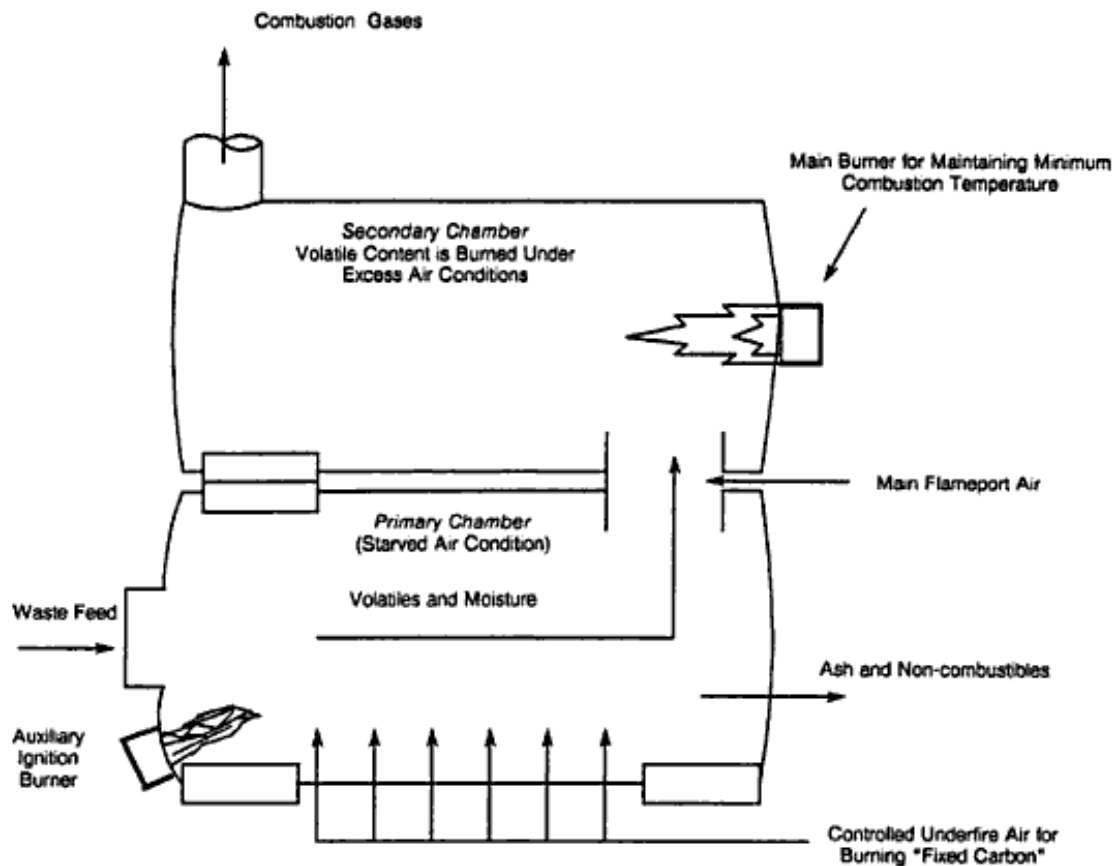 Combustion Gases
Main Burner for Maintaining Minimum
Combustion Temperature
Secondary Chamber
Volatile Content is Burned Under
Excess Air Conditions
Main Flameport Air
Primary Chamber
(Starved Air Condition)
Volatiles and Moisture
Waste Feed
Ash and Non-combustibles
Auxiliary
Ignition
Burner
Controlled Underfire Air for
Burning "Fixed Carbon"